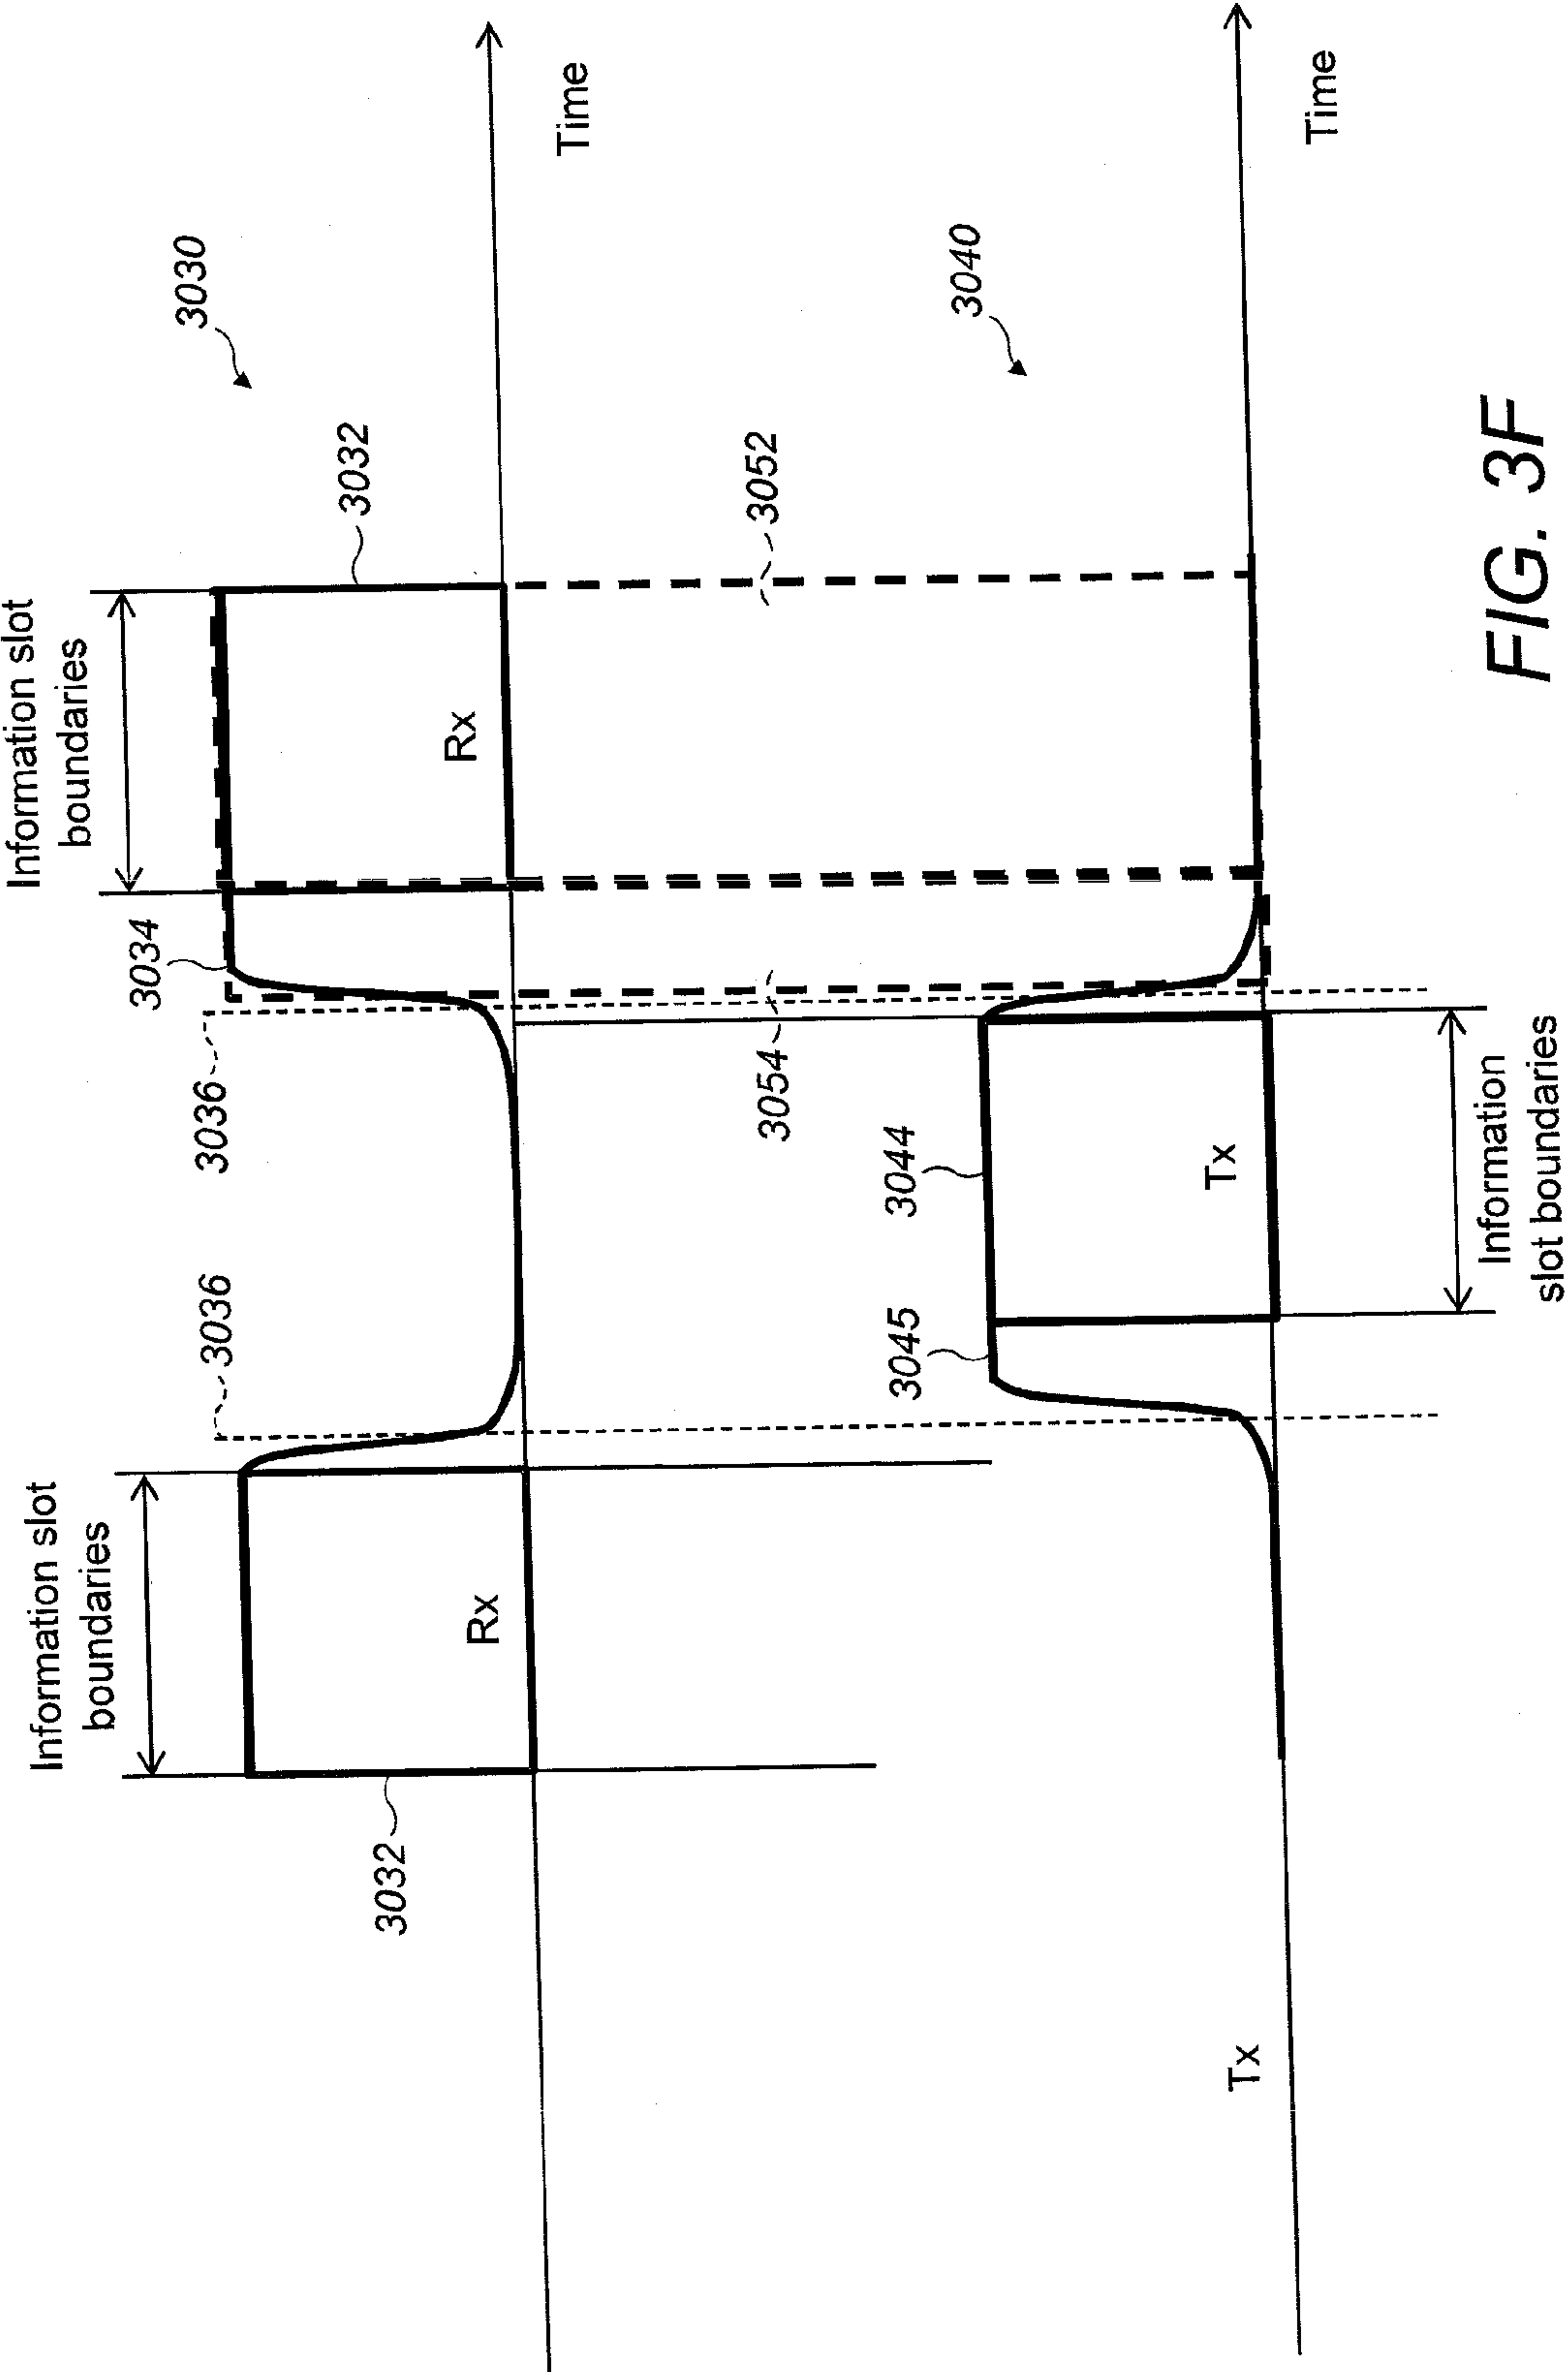 Information slot
boundaries
Information slot
boundaries
3030
3036
3036
3034
3032
3032
Rx
Rx
Time
3054
3052
3040
3045
3044
Tx
Tx
Time
Information
slot boundaries
FIG. 3F